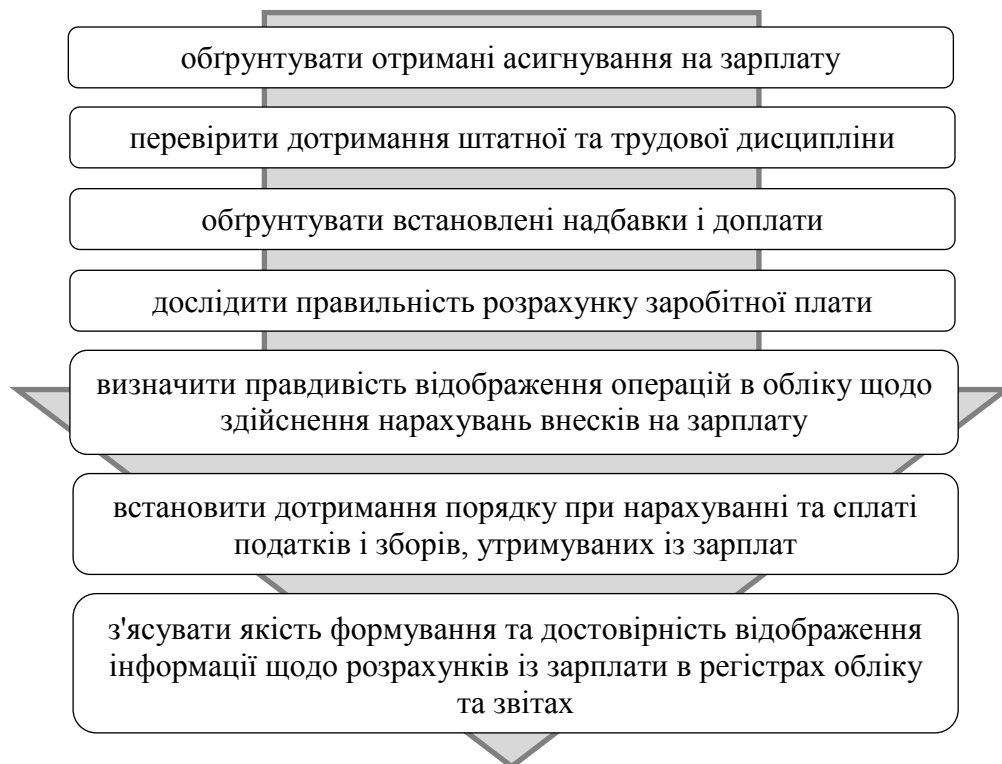 обґрунтувати отримані асигнування на зарплату
перевірити дотримання штатної та трудової дисципліни
обґрунтувати встановлені надбавки і доплати
дослідити правильність розрахунку заробітної плати
визначити правдивість відображення операцій в обліку щодо
здійснення нарахувань внесків на зарплату
встановити дотримання порядку при нарахуванні та сплаті
податків і зборів, утримуваних із зарплат
з'ясувати якість формування та достовірність відображення
інформації щодо розрахунків із зарплати в регістрах обліку
та звітах